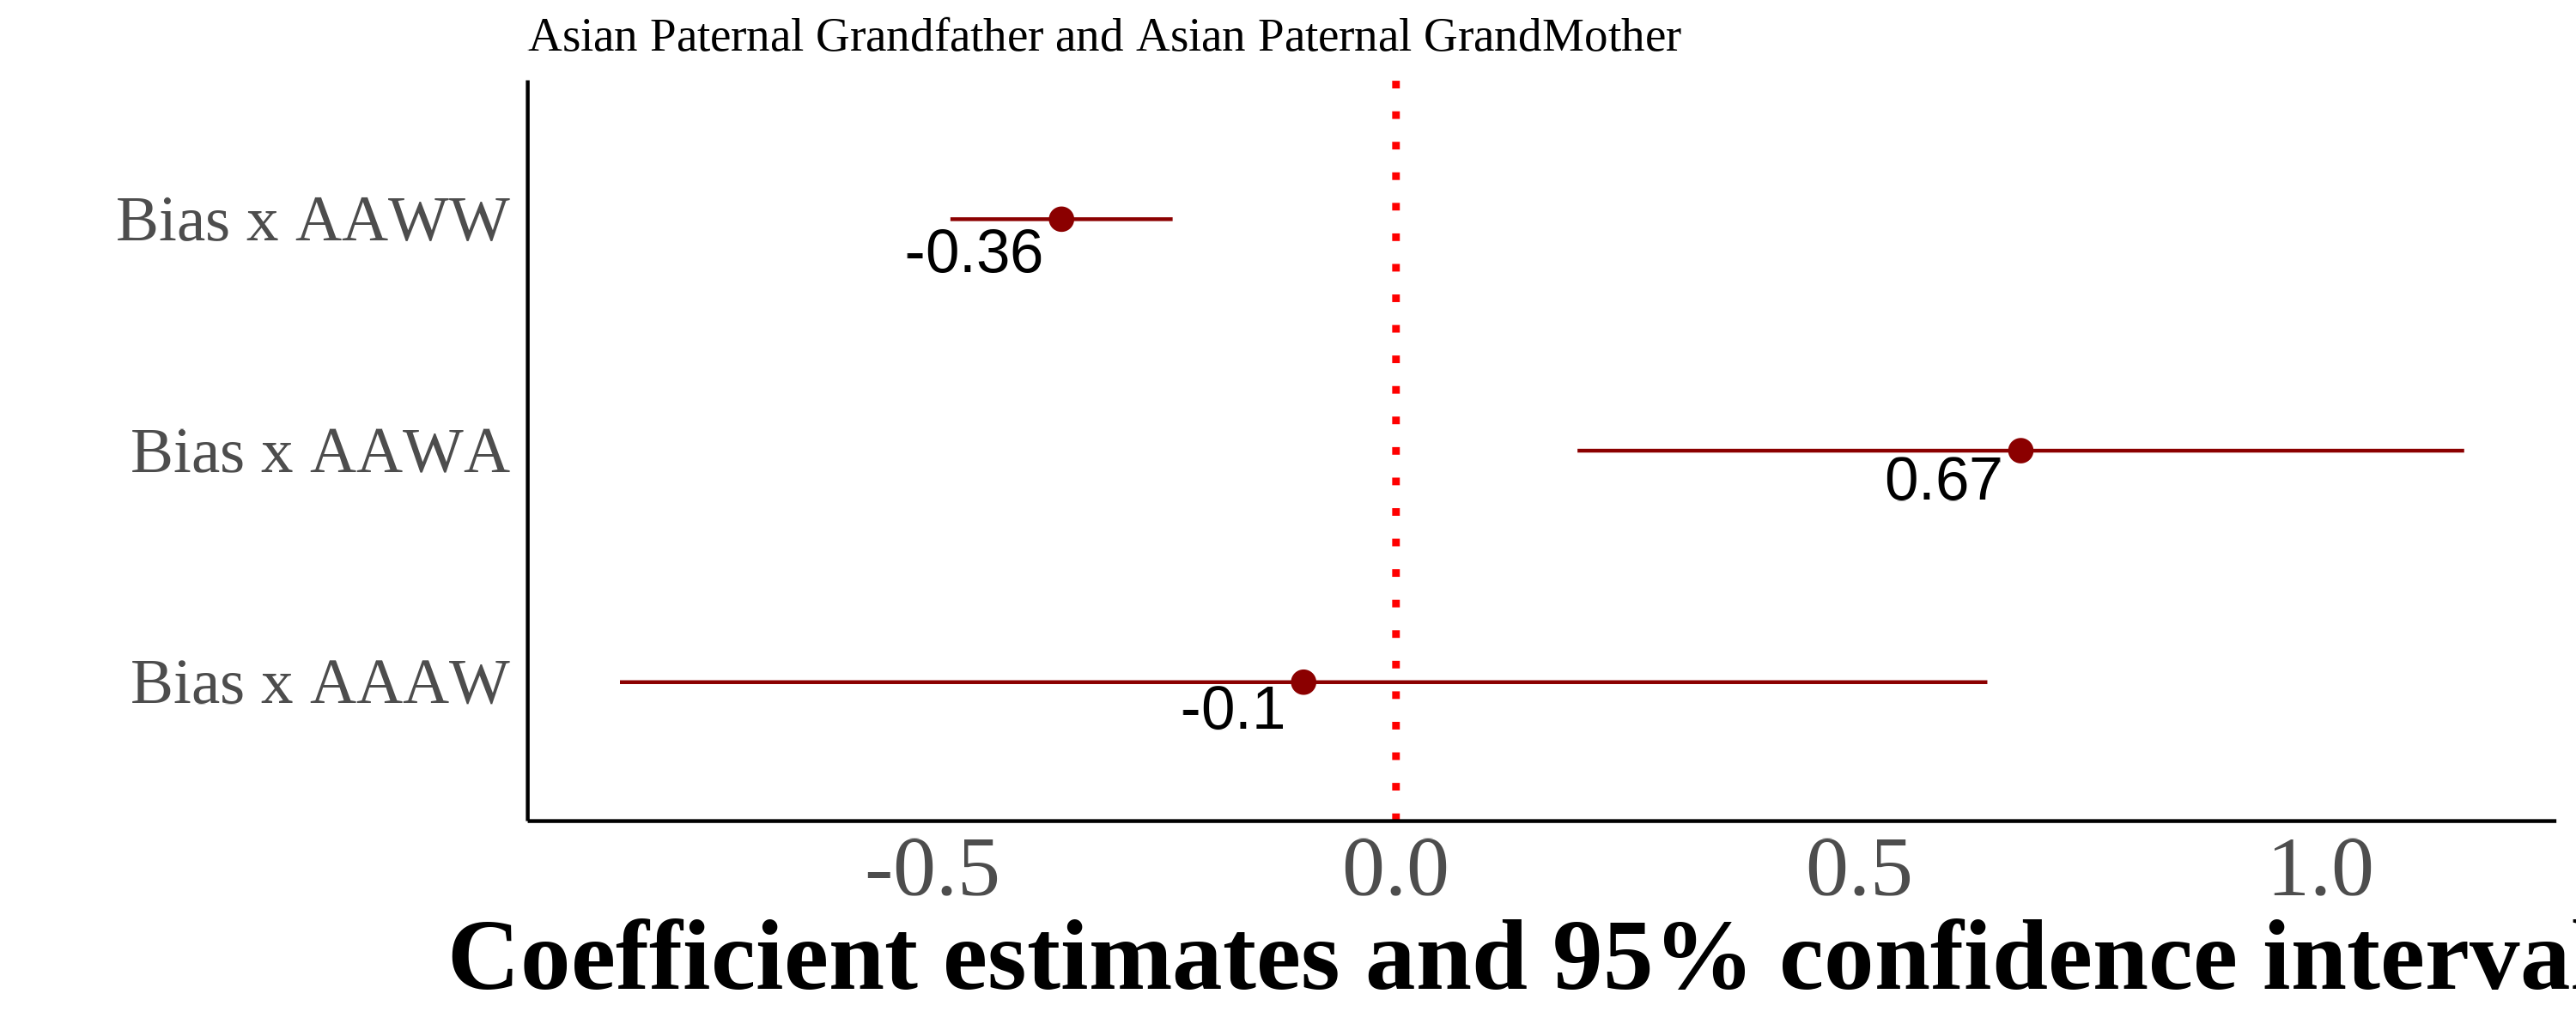 Asian Paternal Grandfather and Asian Paternal GrandMother
Bias x AAWW
-0.36
Bias x AAWA
0.67
Bias x AAAW
-0.1
-0.5 0.0 0.5 1.0
Coefficient estimates and 95% confidence interval